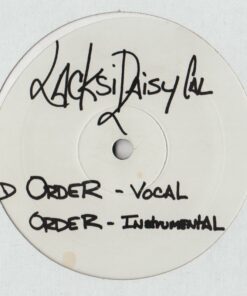 LACKSiDAiSyCAL
D ORDER - VOCAL
ORDER - INSTRUMENTAL